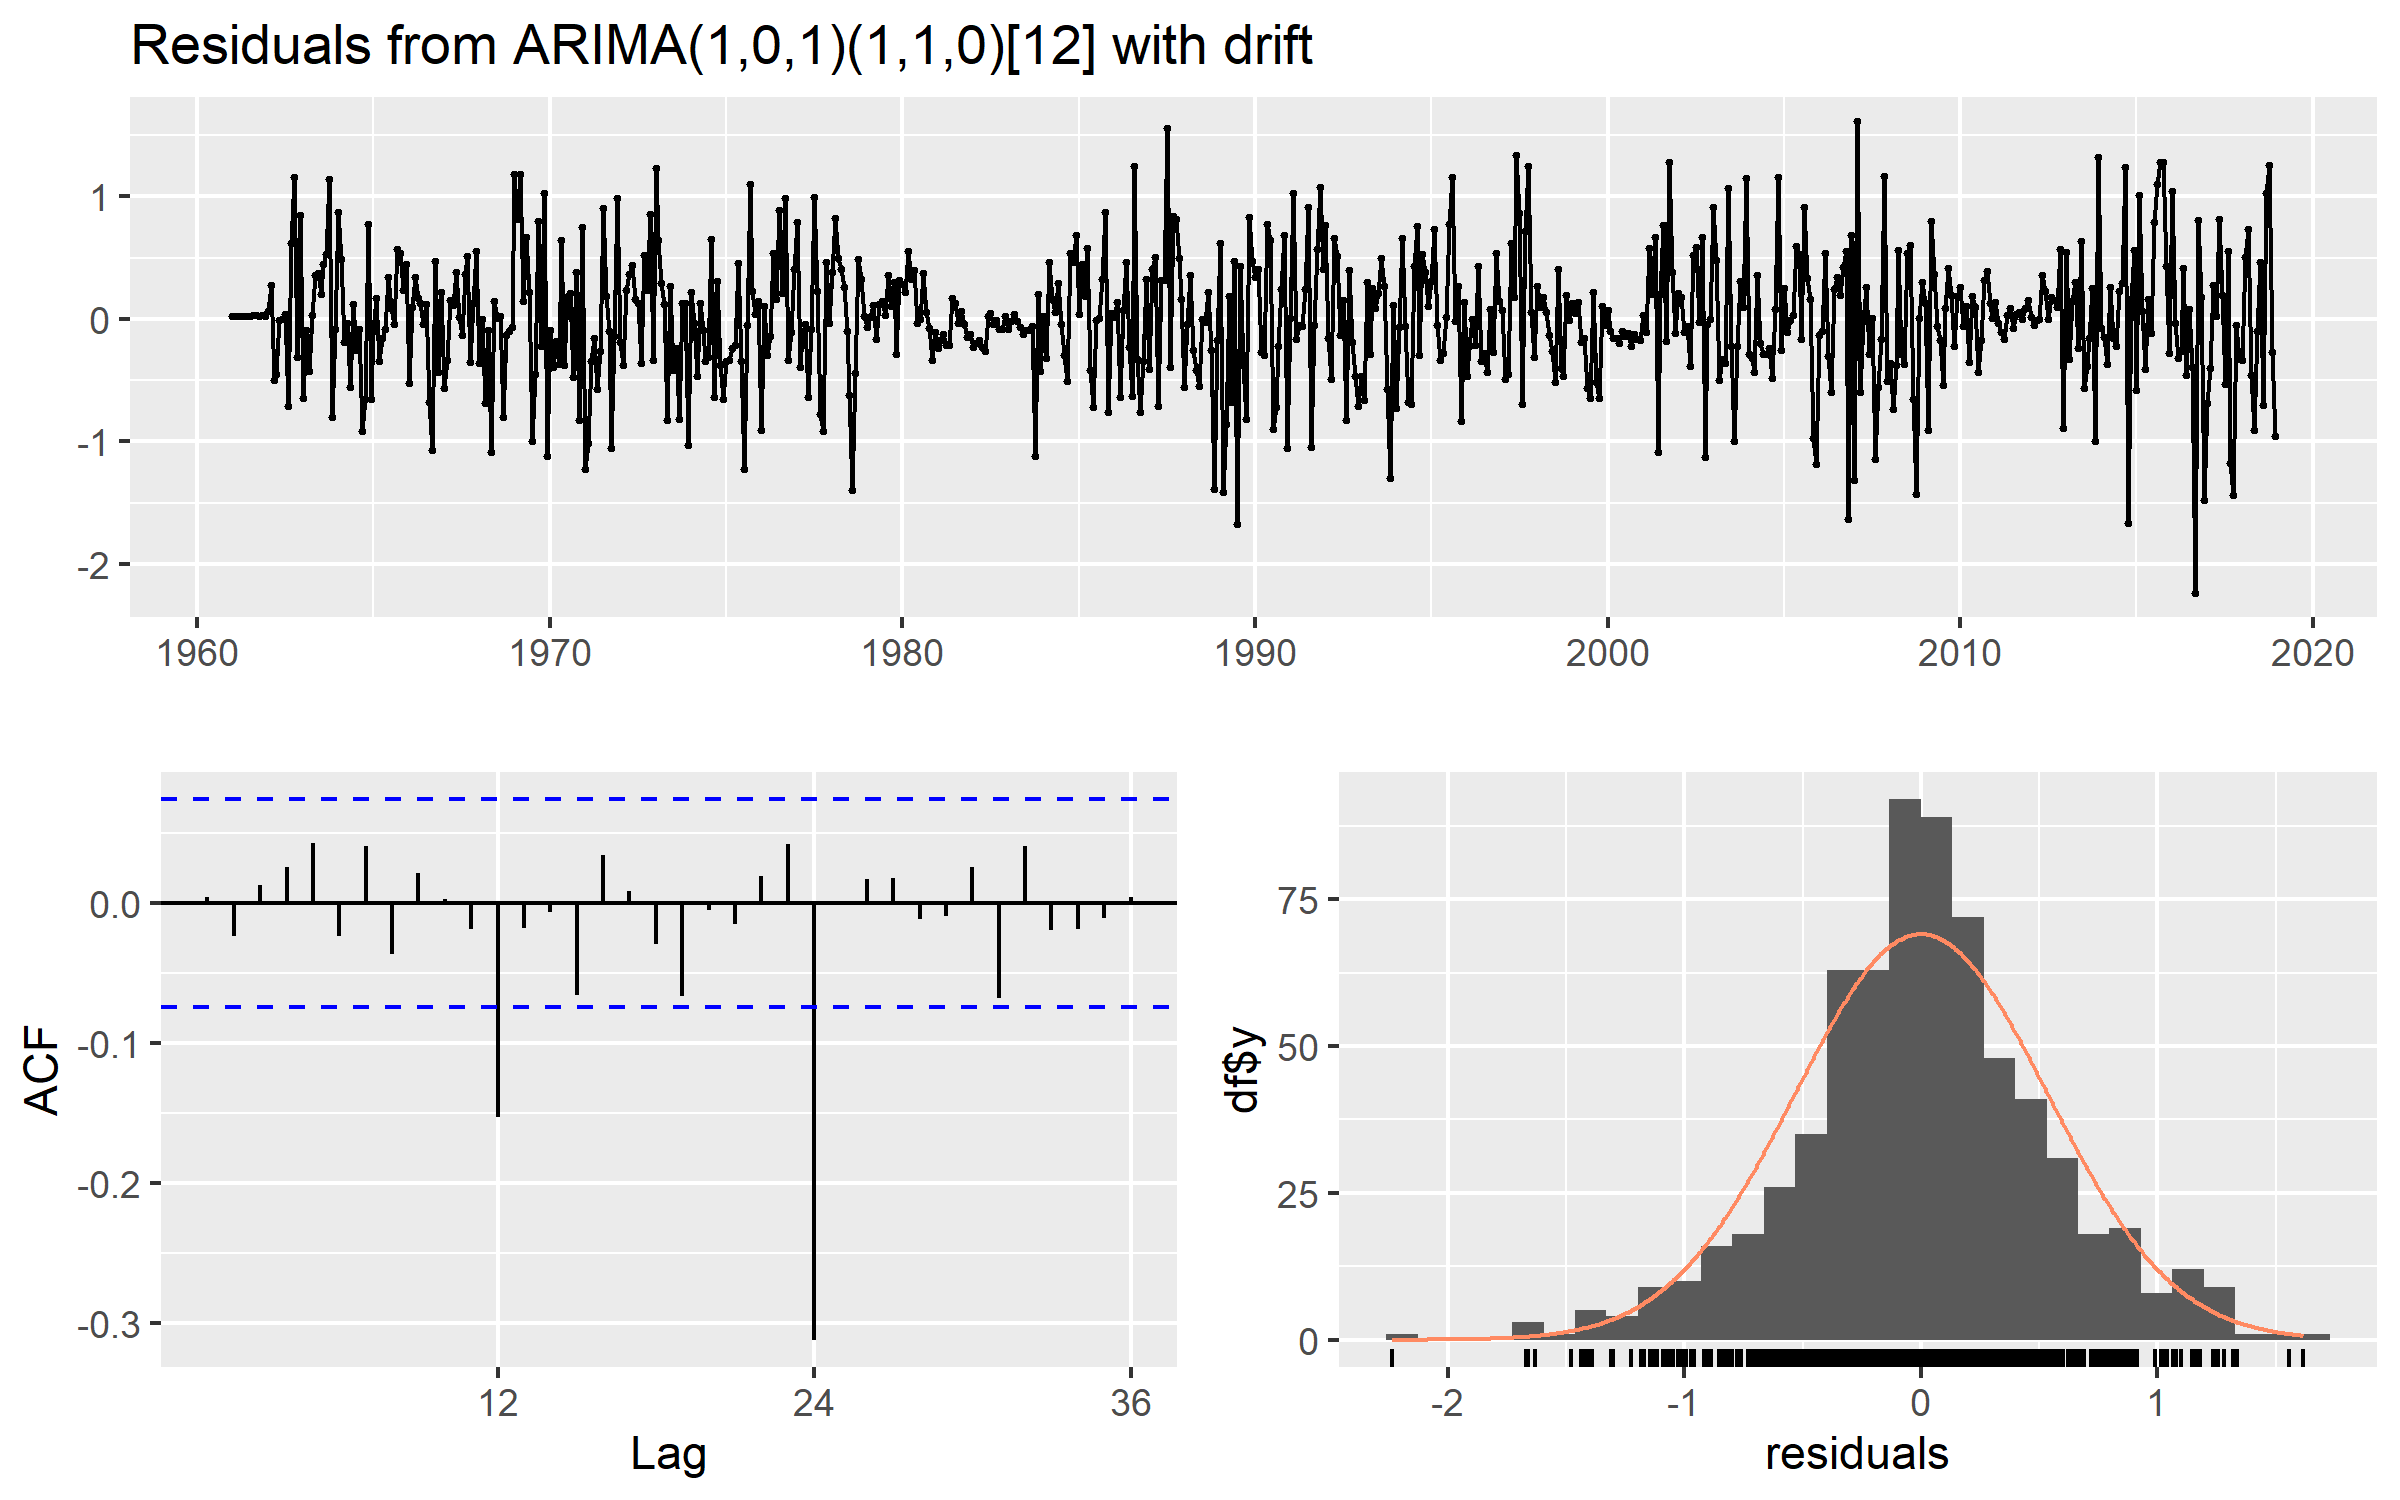 Residuals from ARIMA(1,0,1)(1,1,0)[12] with drift
1
0
-1
-2
1960 1970 1980 1990 2000 2010 2020
0.0
-0.1
-0.2
-0.3
ACF
12 24 36
Lag
75
50
25
0
df$y
-2 -1 0 1
residuals